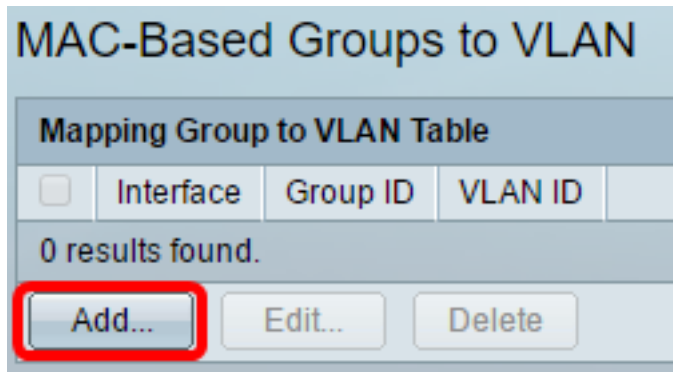 MAC-Based Groups to VLAN
Mapping Group to VLAN Table
Interface Group ID VLAN ID
0 results found.
Add... Edit... Delete